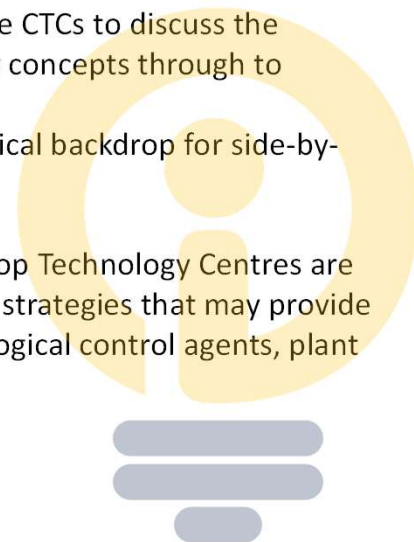 e CTCs to discuss the
concepts through to
ical backdrop for side-by-
op Technology Centres are
strategies that may provide
ogical control agents, plant